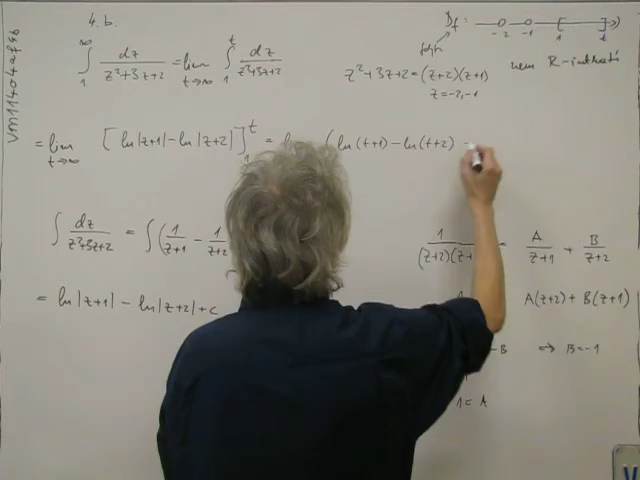 4.b.
∫₁^∞ dz/(z²+3z+2) = lim_{t→∞} ∫₁^t dz/(z²+3z+2)
D_f: -2 -1 1 t
z²+3z+2=(z+2)(z+1)
z=-2,-1
nem R-
= lim_{t→∞} [ln|z+1|-ln|z+2|]₁^t = (ln(t+1)-ln(t+2) -
∫ dz/(z²+3z+2) = ∫(1/(z+1) - 1/(z+2)
1/((z+2)(z+1 = A/(z+1) + B/(z+2)
= ln|z+1| - ln|z+2|+c
A(z+2)+B(z+1)
-B ⇒ B=-1
1 = A
vm11404af98